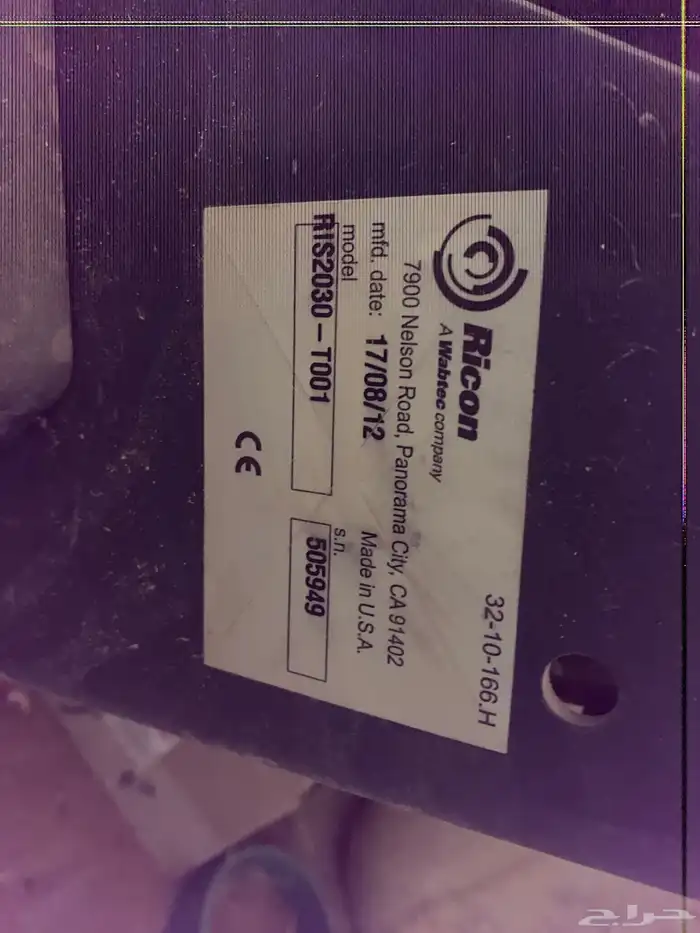 Ricon
A Wabtec company
32-10-166.H
7900 Nelson Road, Panorama City, CA 91402
mfd. date: 17/08/12 Made in U.S.A.
model s.n.
RIS2030 – T001 505949
CE
حراج